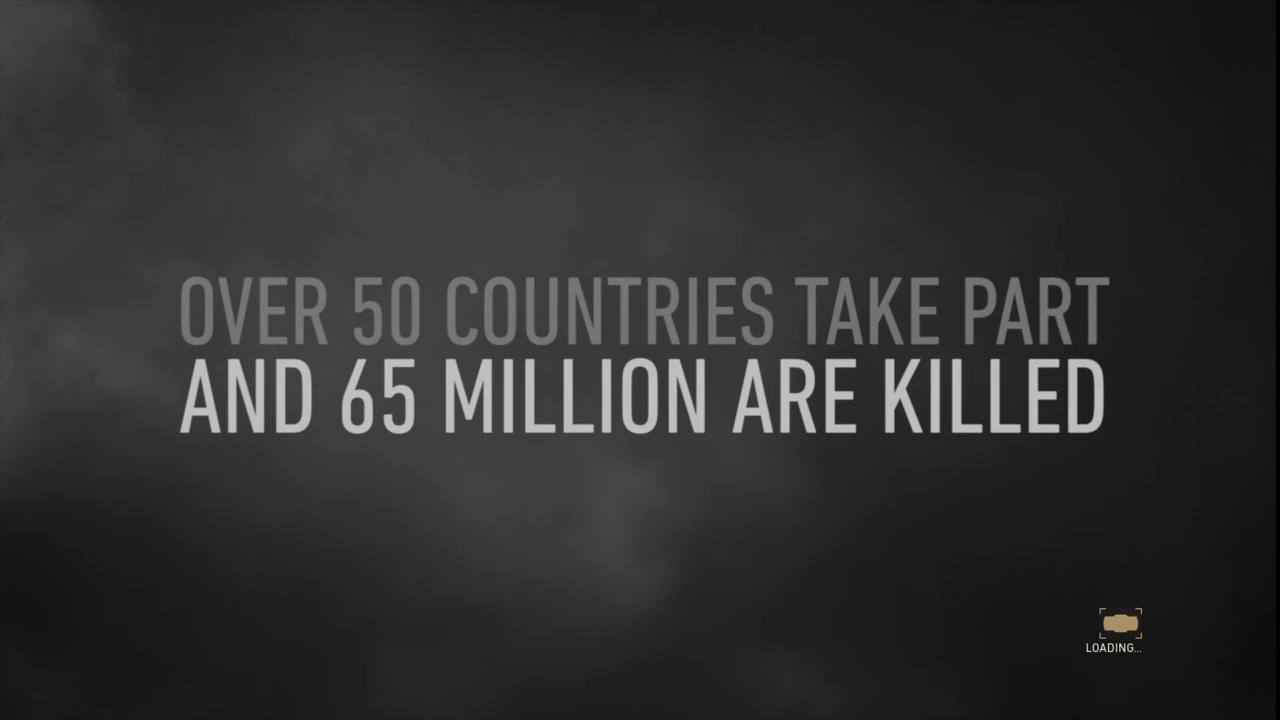 OVER 50 COUNTRIES TAKE PART
AND 65 MILLION ARE KILLED
LOADING...